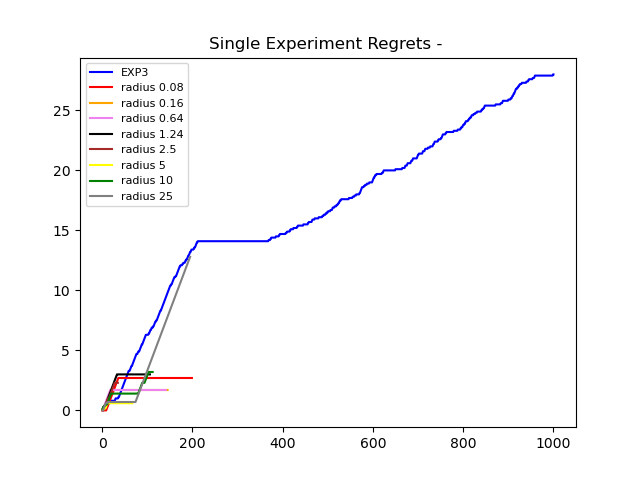 Single Experiment Regrets -
EXP3
radius 0.08
radius 0.16
radius 0.64
radius 1.24
radius 2.5
radius 5
radius 10
radius 25
25
20
15
10
5
0
0 200 400 600 800 1000